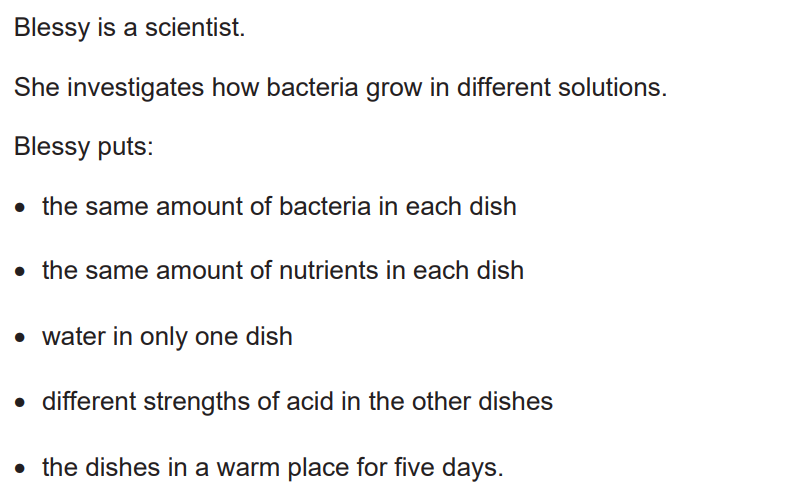 Blessy is a scientist.
She investigates how bacteria grow in different solutions.
Blessy puts:
• the same amount of bacteria in each dish
• the same amount of nutrients in each dish
• water in only one dish
• different strengths of acid in the other dishes
• the dishes in a warm place for five days.